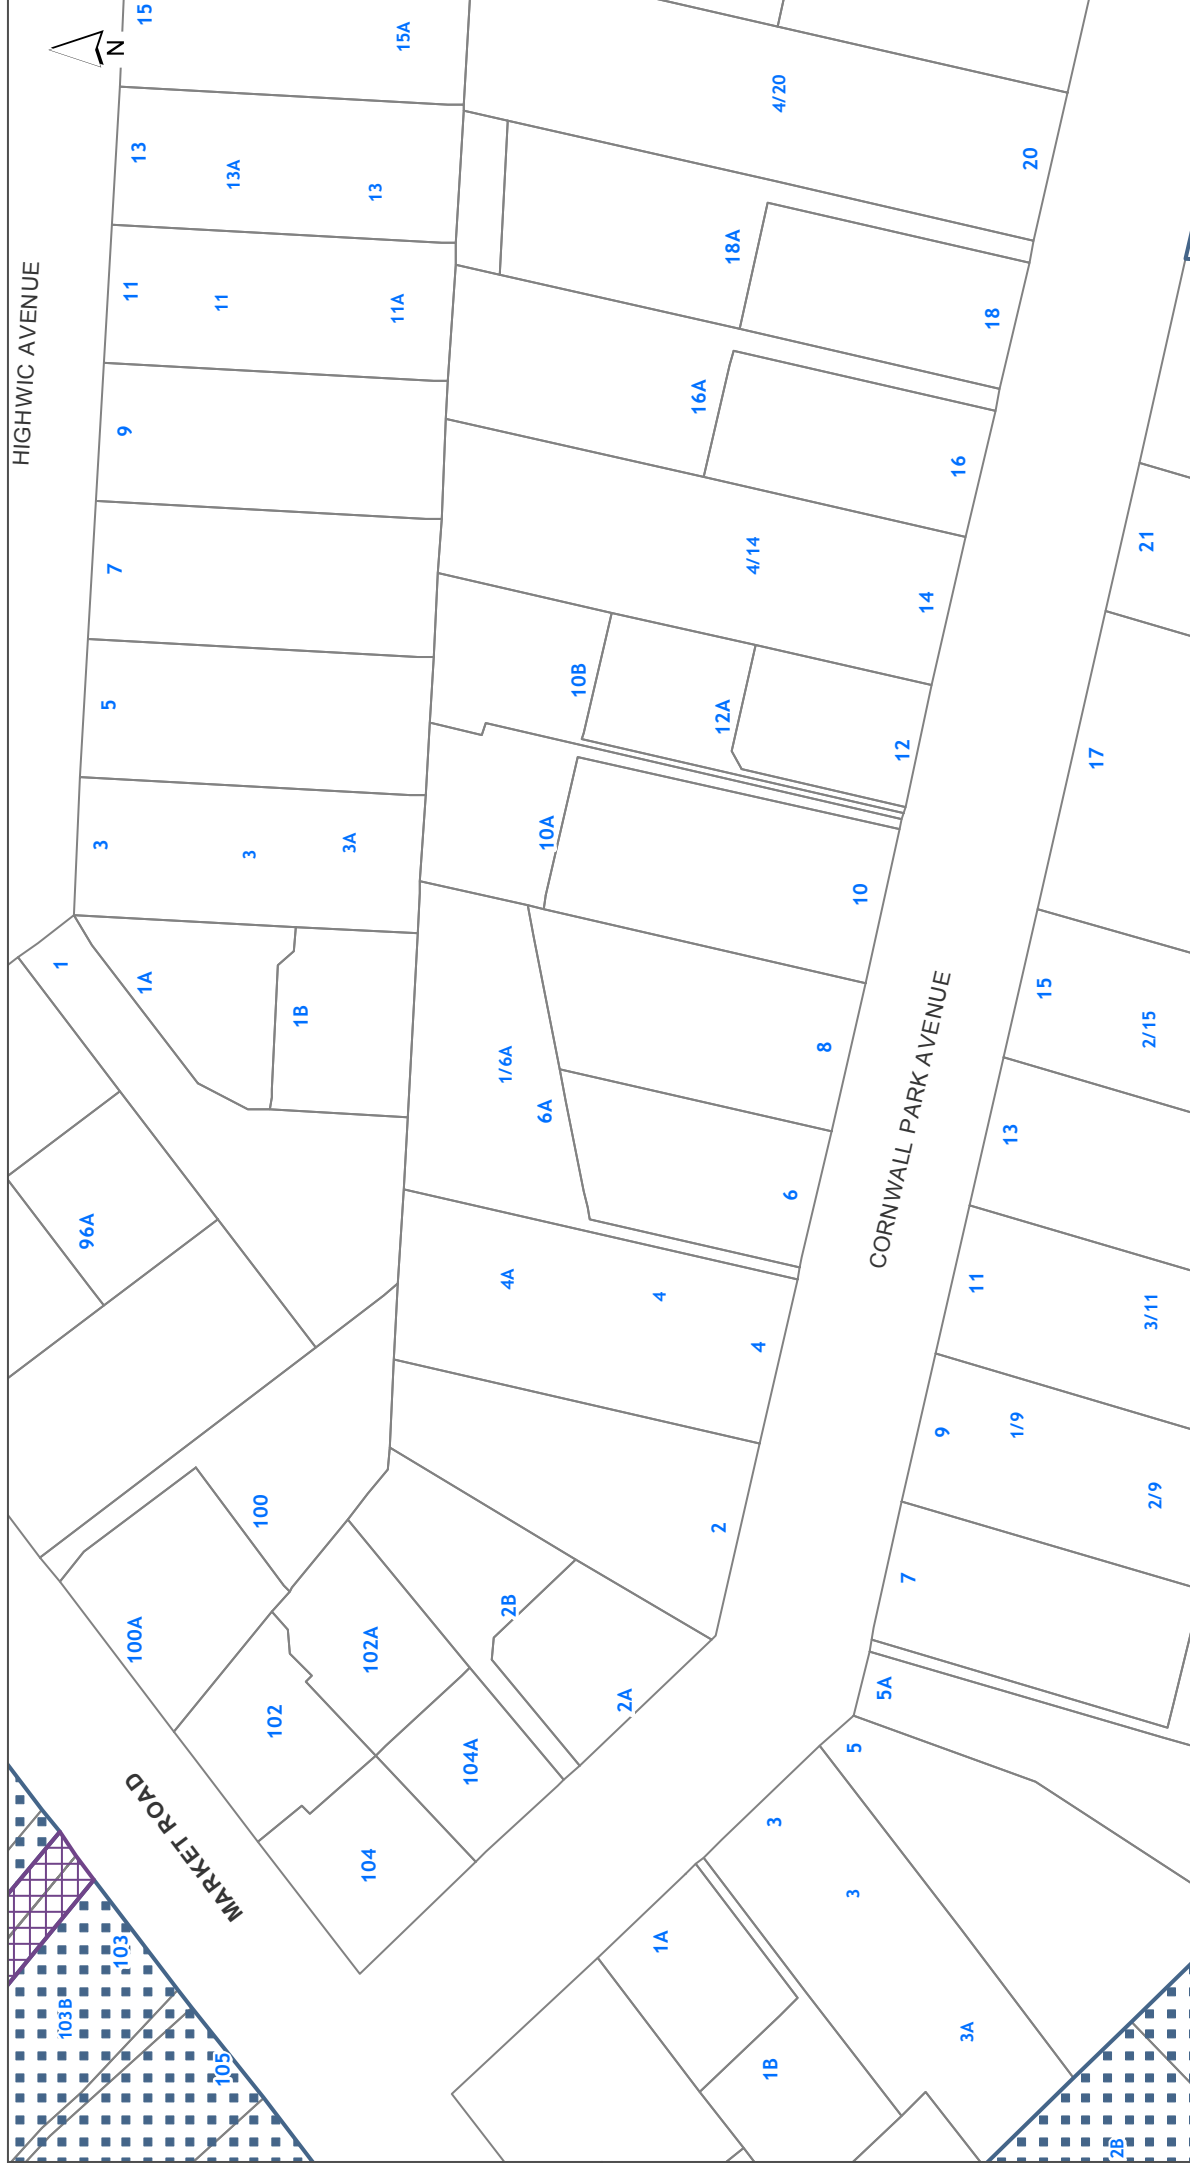 N
HIGHWIC AVENUE
15
15A
13
13A
13
11
11
11A
9
7
5
3
3
3A
1
1A
1B
96A
4/20
20
18A
18
16A
16
4/14
14
10B
12A
12
10A
10
1/6A
6A
8
6
4A
4
4
2
2B
2A
100
100A
102A
102
104A
104
CORNWALL PARK AVENUE
21
17
15
2/15
13
11
3/11
9
1/9
2/9
7
5A
5
3
3
3A
1A
1B
2B
MARKET ROAD
103
103B
105